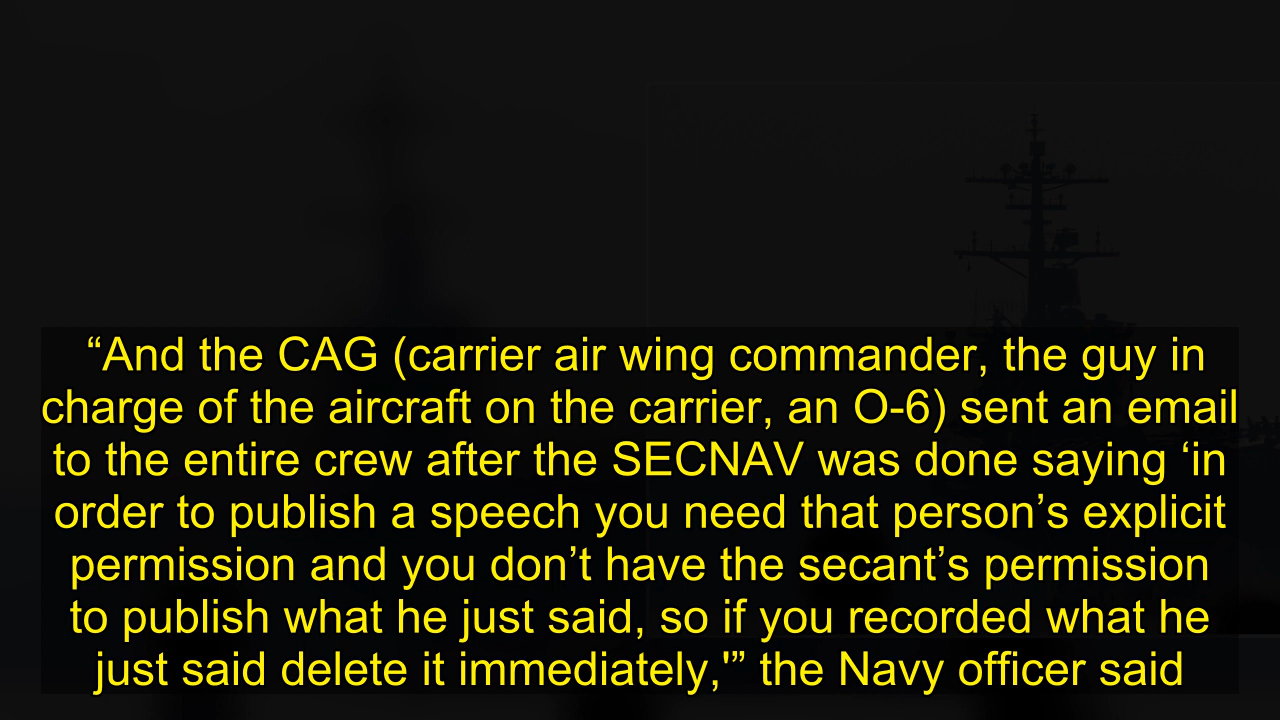 “And the CAG (carrier air wing commander, the guy in
charge of the aircraft on the carrier, an O-6) sent an email
to the entire crew after the SECNAV was done saying ‘in
order to publish a speech you need that person’s explicit
permission and you don’t have the secant’s permission
to publish what he just said, so if you recorded what he
just said delete it immediately,'” the Navy officer said